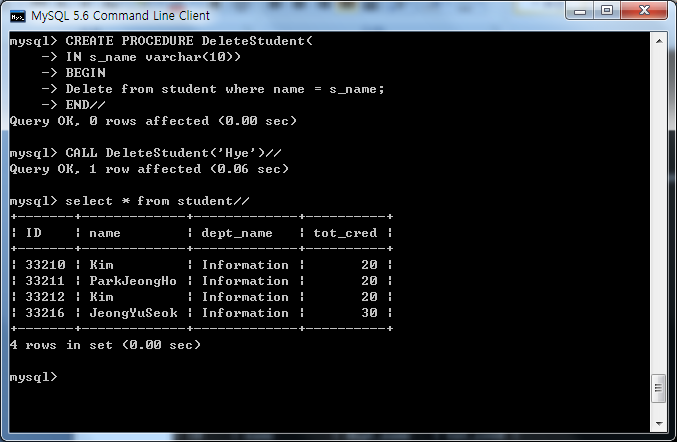 MySQL 5.6 Command Line Client
mysql> CREATE PROCEDURE DeleteStudent(
    -> IN s_name varchar(10))
    -> BEGIN
    -> Delete from student where name = s_name;
    -> END//
Query OK, 0 rows affected (0.00 sec)
mysql> CALL DeleteStudent('Hye')//
Query OK, 1 row affected (0.06 sec)
mysql> select * from student//
+-------+-------------+-------------+----------+
| ID    | name        | dept_name   | tot_cred |
+-------+-------------+-------------+----------+
| 33210 | Kim         | Information |       20 |
| 33211 | ParkJeongHo | Information |       20 |
| 33212 | Kim         | Information |       20 |
| 33216 | JeongYuSeok | Information |       30 |
+-------+-------------+-------------+----------+
4 rows in set (0.00 sec)
mysql>